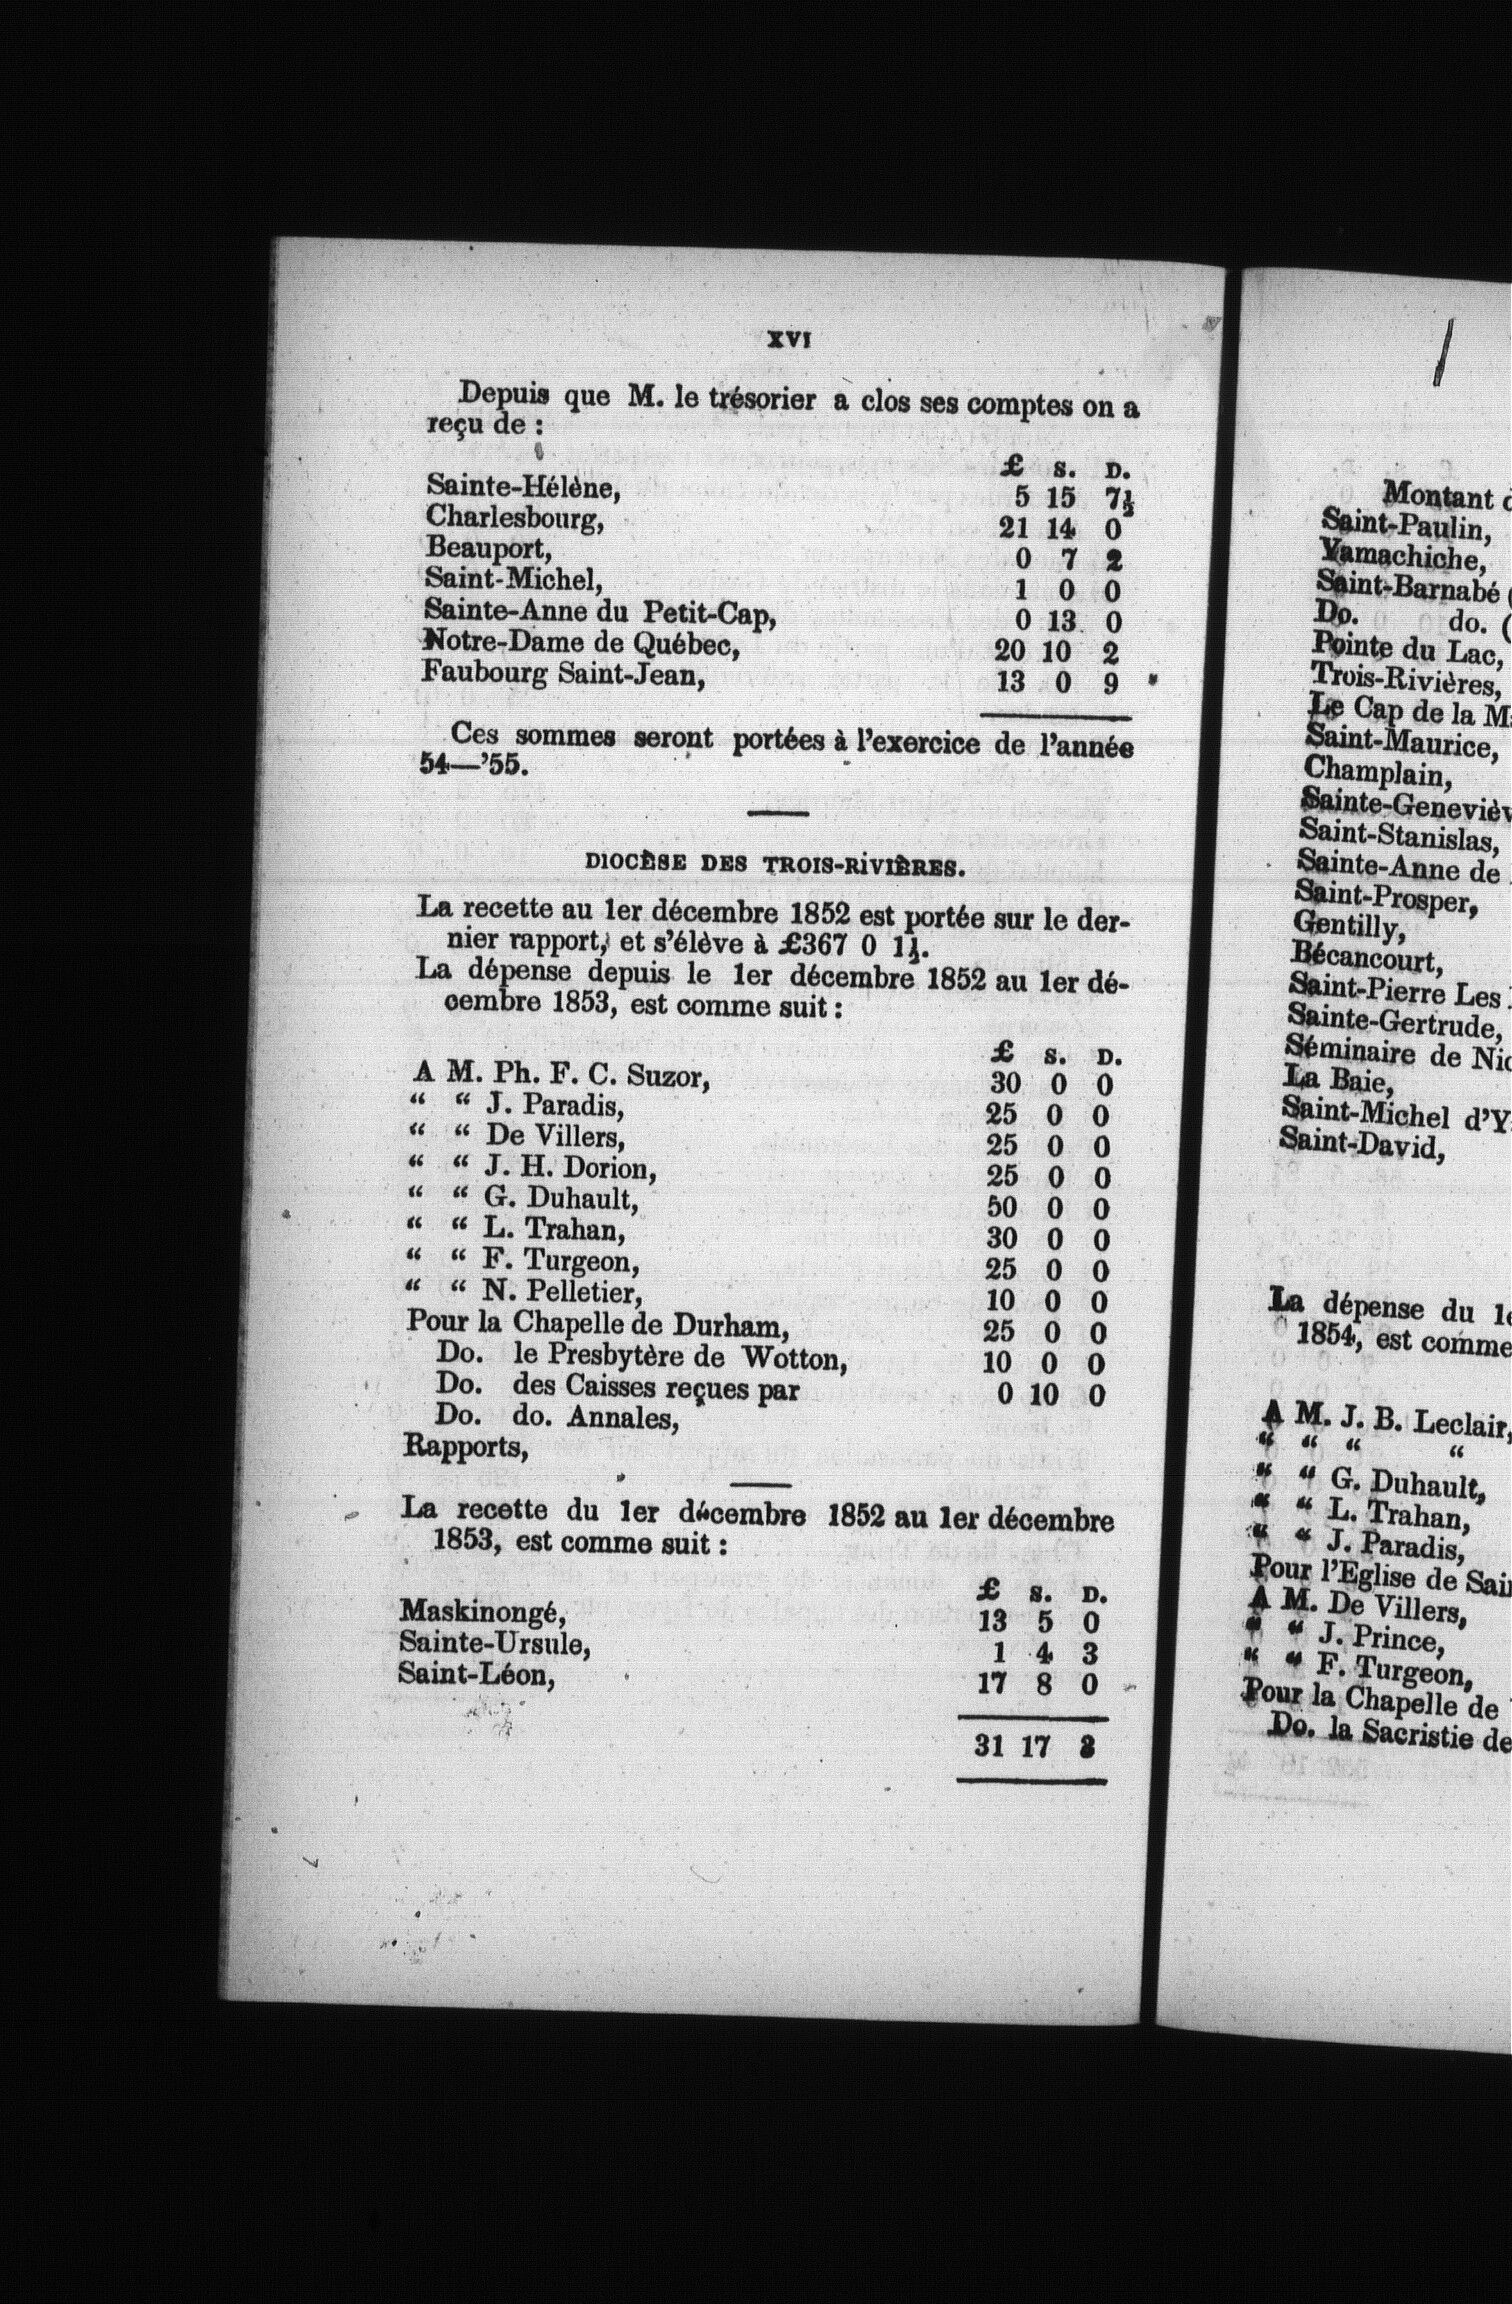 XVI
Depuis que M. le trésorier a clos ses comptes on a
reçu de :
£ S. D.
Sainte-Hélène, 5 15 7½
Charlesbourg, 21 14 0
Beauport, 0 7 2
Saint-Michel, 1 0 0
Sainte-Anne du Petit-Cap, 0 13 0
Notre-Dame de Québec, 20 10 2
Faubourg Saint-Jean, 13 0 9
Ces sommes seront portées à l'exercice de l'année
54—'55.
DIOCÈSE DES TROIS-RIVIÈRES.
La recette au 1er décembre 1852 est portée sur le der-
nier rapport, et s'élève à £367 0 1½.
La dépense depuis le 1er décembre 1852 au 1er dé-
cembre 1853, est comme suit :
£ S. D.
A M. Ph. F. C. Suzor, 30 0 0
“ “ J. Paradis, 25 0 0
“ “ De Villers, 25 0 0
“ “ J. H. Dorion, 25 0 0
“ “ G. Duhault, 50 0 0
“ “ L. Trahan, 30 0 0
“ “ F. Turgeon, 25 0 0
“ “ N. Pelletier, 10 0 0
Pour la Chapelle de Durham, 25 0 0
Do. le Presbytère de Wotton, 10 0 0
Do. des Caisses reçues par 0 10 0
Do. do. Annales,
Rapports,
La recette du 1er décembre 1852 au 1er décembre
1853, est comme suit :
£ S. D.
Maskinongé, 13 5 0
Sainte-Ursule, 1 4 3
Saint-Léon, 17 8 0
31 17 3
Montant
Saint-Paulin,
Yamachiche,
Saint-Barnabé (
Do. do. (
Pointe du Lac,
Trois-Rivières,
Le Cap de la
Saint-Maurice,
Champlain,
Sainte-Genevièv
Saint-Stanislas,
Sainte-Anne de
Saint-Prosper,
Gentilly,
Bécancourt,
Saint-Pierre Les
Sainte-Gertrude,
Séminaire de Nic
La Baie,
Saint-Michel d'Y
Saint-David,
La dépense du 1e
1854, est comme
A M. J. B. Leclair,
“ “ “ “
“ “ G. Duhault,
“ “ L. Trahan,
“ “ J. Paradis,
Pour l'Eglise de Sai
A M. De Villers,
“ “ J. Prince,
“ “ F. Turgeon,
Pour la Chapelle de
Do. la Sacristie de